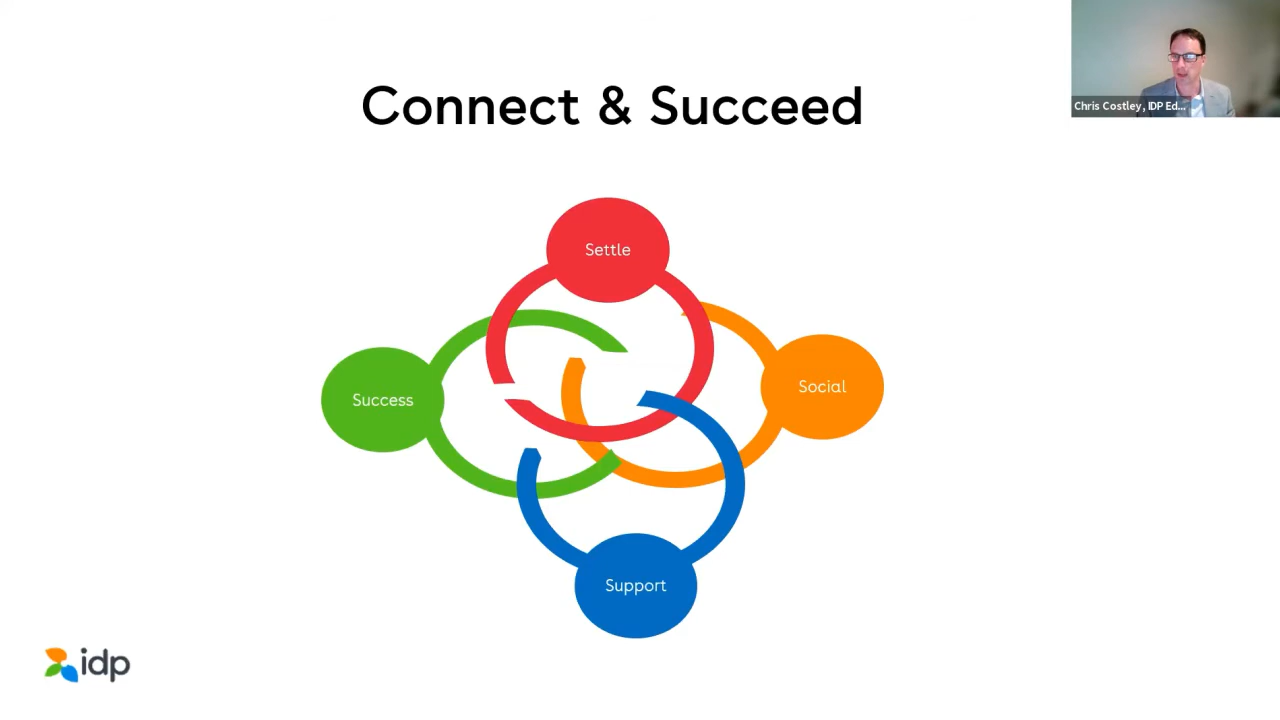 Connect & Succeed
Chris Costley, IDP Ed...
Settle
Success
Social
Support
idp